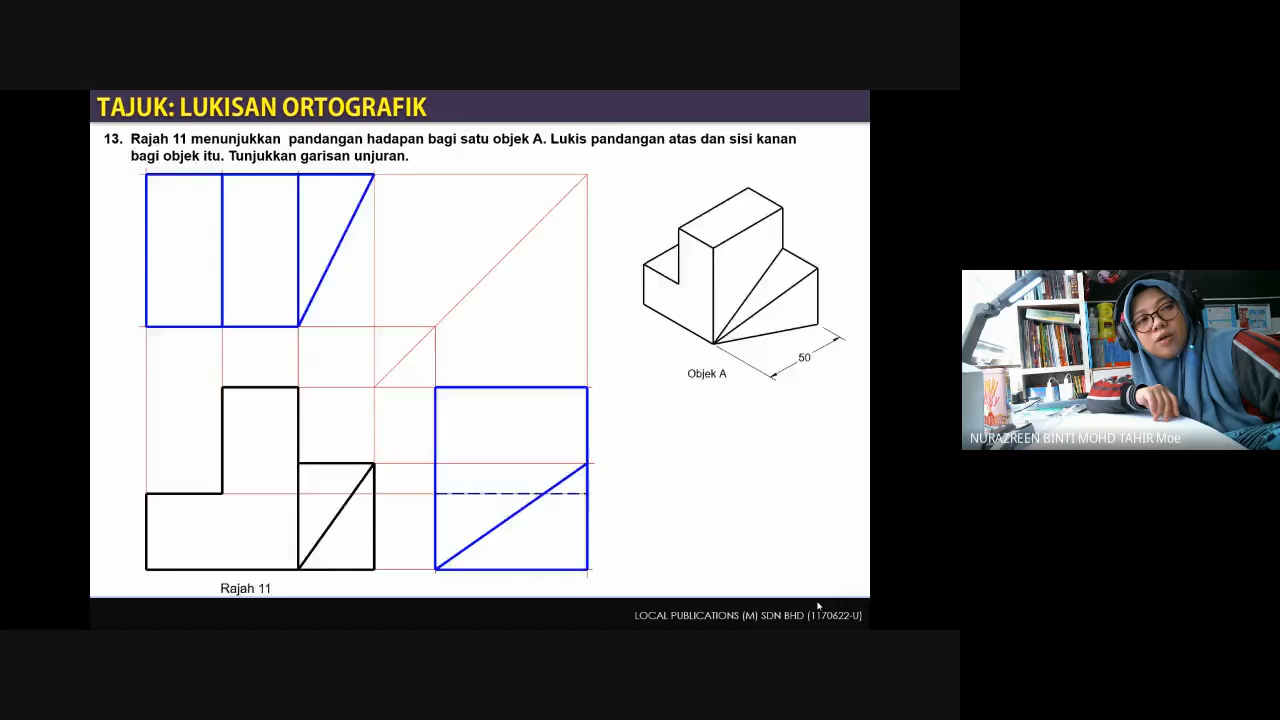 TAJUK: LUKISAN ORTOGRAFIK
13. Rajah 11 menunjukkan pandangan hadapan bagi satu objek A. Lukis pandangan atas dan sisi kanan
bagi objek itu. Tunjukkan garisan unjuran.
50
Objek A
NURAZREEN BINTI MOHD TAHIR Moe
Rajah 11
LOCAL PUBLICATIONS (M) SDN BHD (1170622-U)